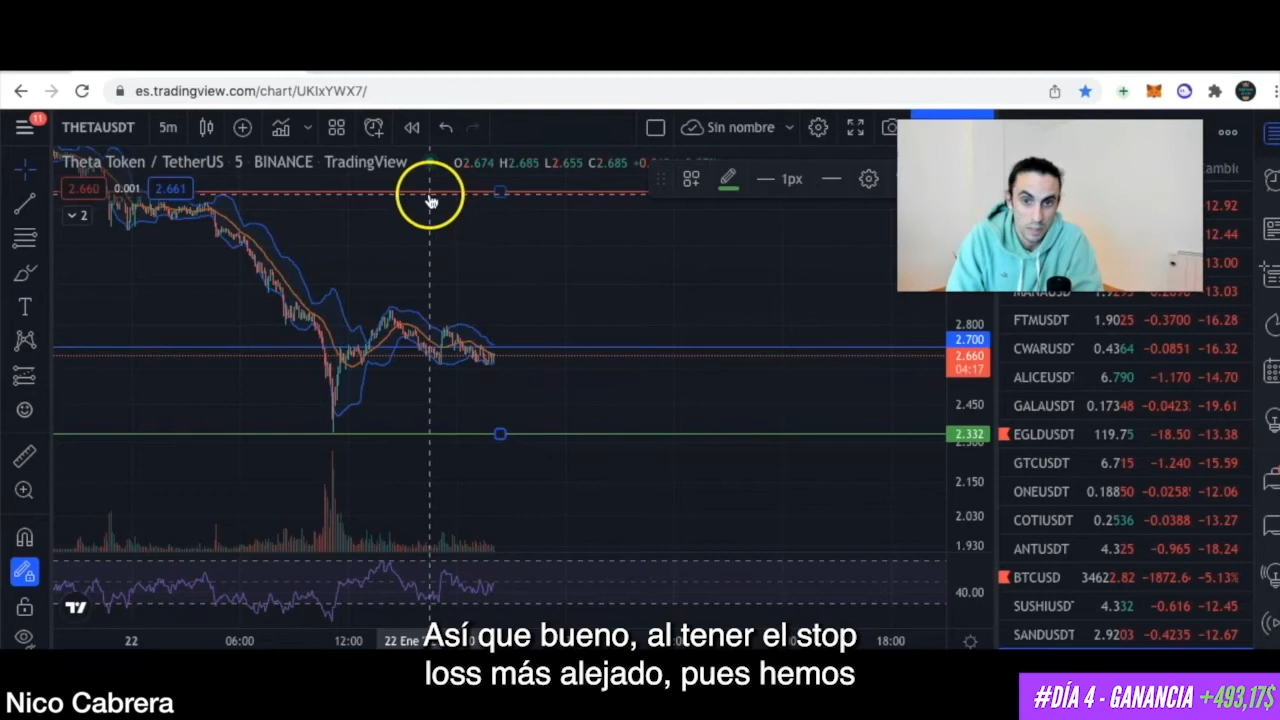 es.tradingview.com/chart/UKIxYWX7/
11
THETAUSDT 5m Sin nombre
Theta Token / TetherUS 5 BINANCE TradingView O2.674 H2.685 L2.655 C2.685
2.660 0.001 2.661 1px
2
12.92
12.44
13.00
13.03
FTMUSDT 1.9025 -0.3700 -16.28
CWARUSDT 0.4364 -0.0851 -16.32
ALICEUSDT 6.790 -1.170 -14.70
GALAUSDT 0.17348 -0.0423 -19.61
EGLDUSDT 119.75 -18.50 -13.38
GTCUSDT 6.715 -1.240 -15.59
ONEUSDT 0.18850 -0.0258 -12.06
COTIUSDT 0.2536 -0.0388 -13.27
ANTUSDT 4.325 -0.965 -18.24
BTCUSD 34622.82 -1872.6 -5.13%
SUSHIUSD 4.332 -0.616 -12.45
SANDUSDT 2.9203 -0.4235 -12.67
2.800
2.700
2.660
04:17
2.450
2.332
2.150
2.030
1.930
40.00
22 06:00 12:00 22 Ene 18:00
Así que bueno, al tener el stop
loss más alejado, pues hemos
Nico Cabrera
#DÍA 4 - GANANCIA +493,17$